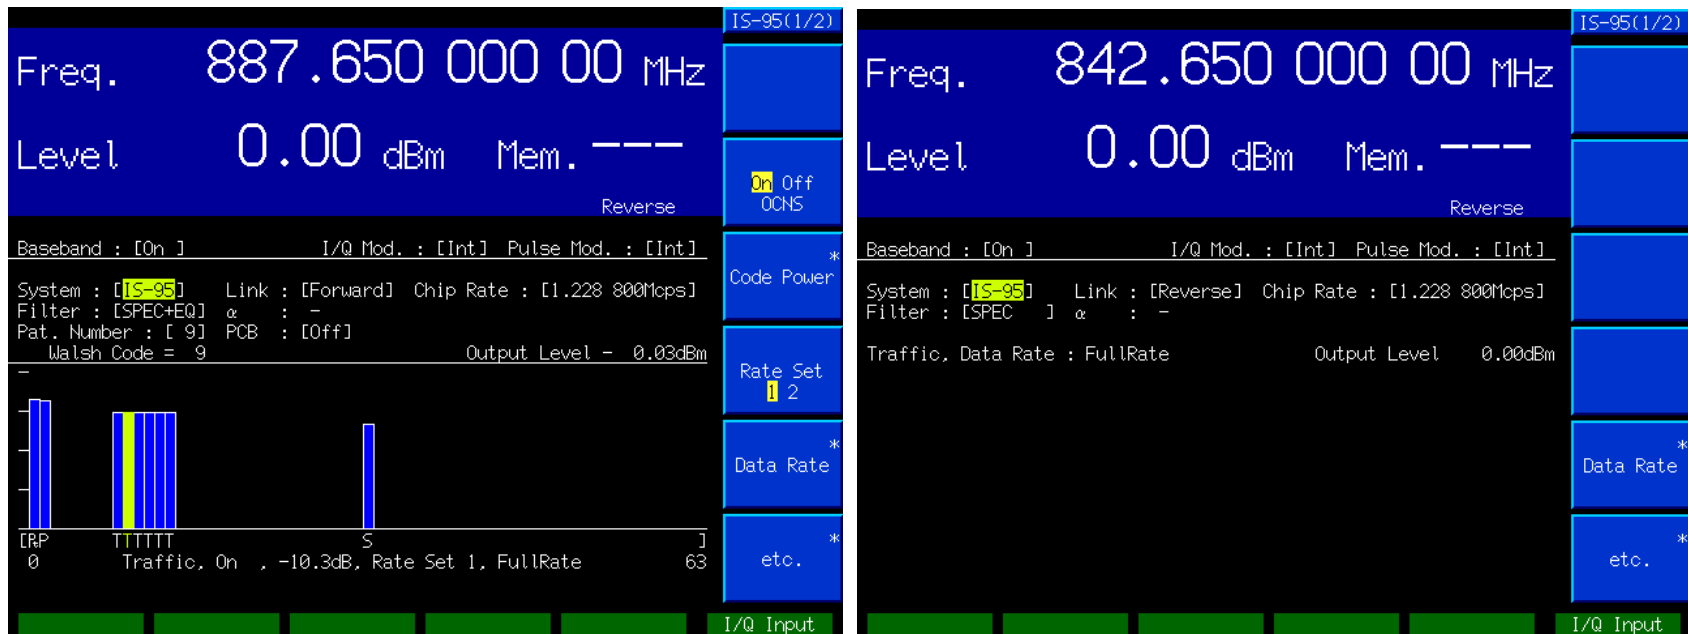 IS-95(1/2)
Freq. 887.650 000 00 MHz
Level 0.00 dBm Mem. ---
Reverse
On Off
OCNS
Baseband : [On ] I/Q Mod. : [Int] Pulse Mod. : [Int]
*
Code Power
System : [IS-95] Link : [Forward] Chip Rate : [1.228 800Mcps]
Filter : [SPEC+EQ] α : -
Pat. Number : [ 9] PCB : [Off]
Walsh Code = 9 Output Level - 0.03dBm
Rate Set
1 2
*
Data Rate
TTTTTT S ]
0 Traffic, On , -10.3dB, Rate Set 1, FullRate 63
*
etc.
I/Q Input
IS-95(1/2)
Freq. 842.650 000 00 MHz
Level 0.00 dBm Mem. ---
Reverse
Baseband : [On ] I/Q Mod. : [Int] Pulse Mod. : [Int]
System : [IS-95] Link : [Reverse] Chip Rate : [1.228 800Mcps]
Filter : [SPEC ] α : -
Traffic, Data Rate : FullRate Output Level 0.00dBm
*
Data Rate
*
etc.
I/Q Input